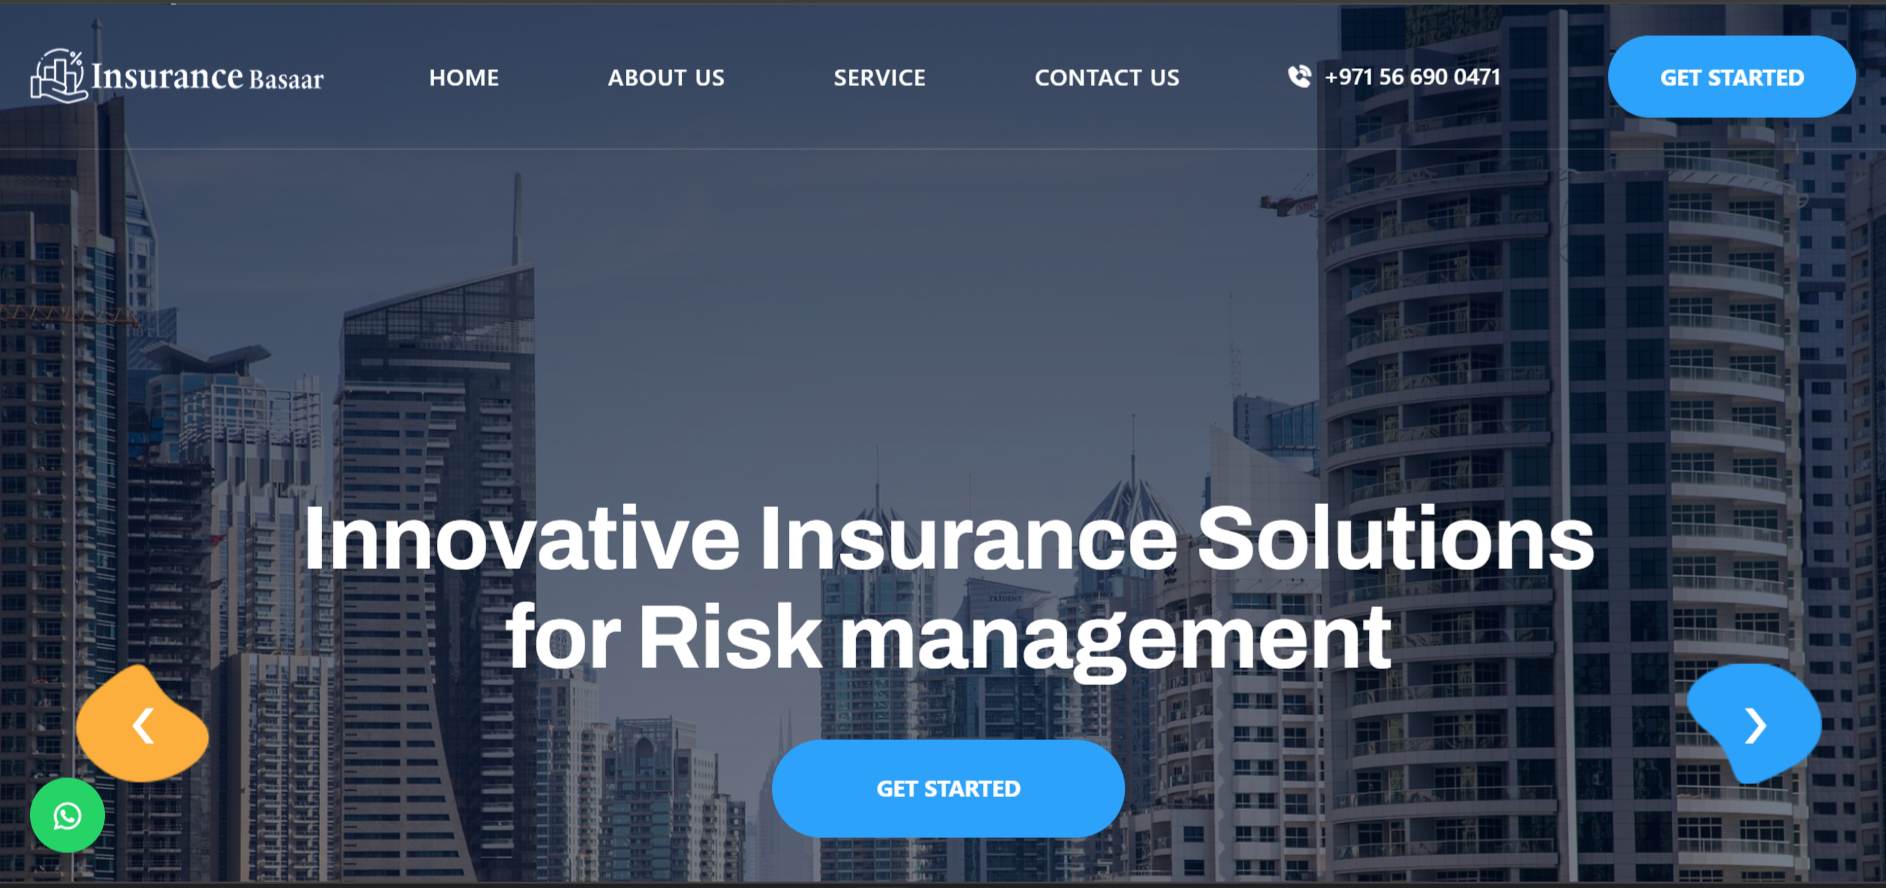 Insurance Basaar
HOME
ABOUT US
SERVICE
CONTACT US
+971 56 690 0471
GET STARTED
Innovative Insurance Solutions
for Risk management
TRIDENT
GET STARTED